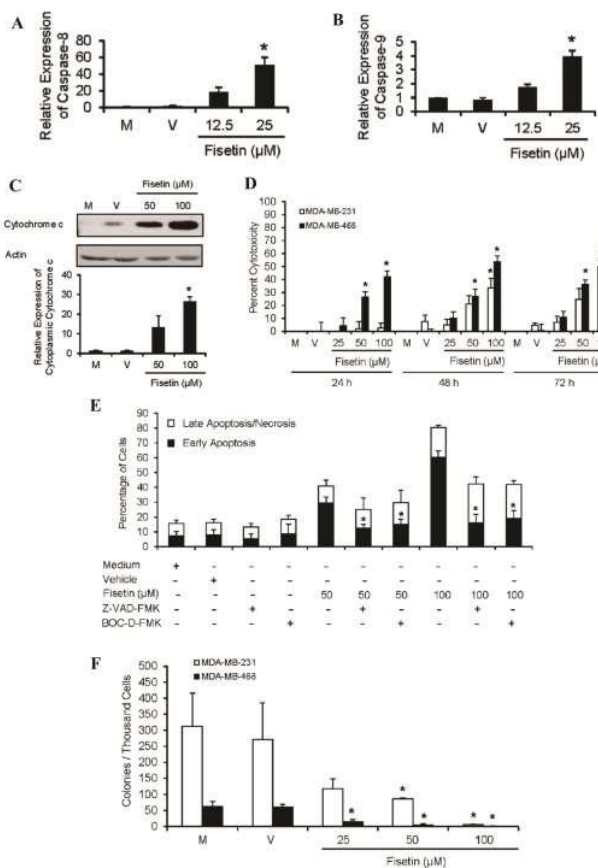 A
Relative Expression of Caspase-8
80
60
40
20
0
*
M V 12.5 25
Fisetin (µM)
B
Relative Expression of Caspase-9
5
4
3
2
1
0
*
M V 12.5 25
Fisetin (µM)
C
Fisetin (µM)
M V 50 100
Cytochrome c
Actin
Relative Expression of
Cytoplasmic Cytochrome c
30
20
10
0
*
M V 50 100
Fisetin (µM)
D
MDA-MB-231
MDA-MB-468
Percent Cytotoxicity
80
70
60
50
40
30
20
10
0
* * * * * *
M V 25 50 100 M V 25 50 100 M V 25 50 100
Fisetin (µM) Fisetin (µM) Fisetin (µM)
24 h 48 h 72 h
E
Late Apoptosis/Necrosis
Early Apoptosis
Percentage of Cells
90
80
70
60
50
40
30
20
10
0
* * * *
Medium + – – – – – – – – –
Vehicle – + – – – – – – – –
Fisetin (µM) – – – – 50 50 50 100 100 100
Z-VAD-FMK – – + – – + – – + –
BOC-D-FMK – – – + – – + – – +
F
MDA-MB-231
MDA-MB-468
Colonies / Thousand Cells
500
450
400
350
300
250
200
150
100
50
0
* * * * *
M V 25 50 100
Fisetin (µM)